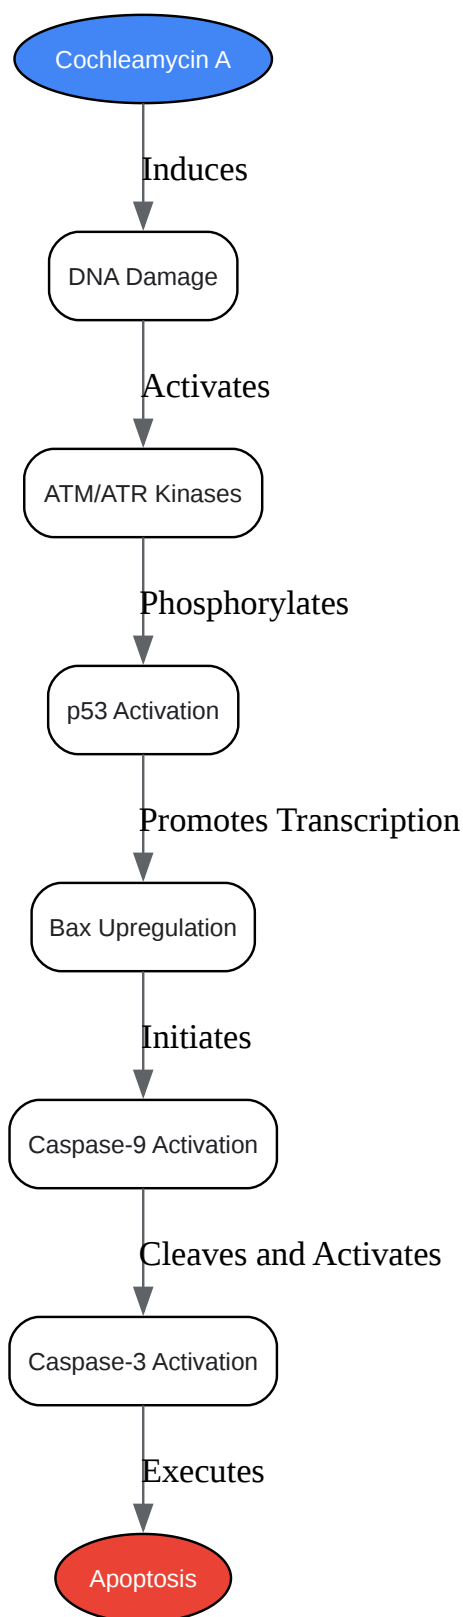 Cochleamycin A
Induces
DNA Damage
Activates
ATM/ATR Kinases
Phosphorylates
p53 Activation
Promotes Transcription
Bax Upregulation
Initiates
Caspase-9 Activation
Cleaves and Activates
Caspase-3 Activation
Executes
Apoptosis